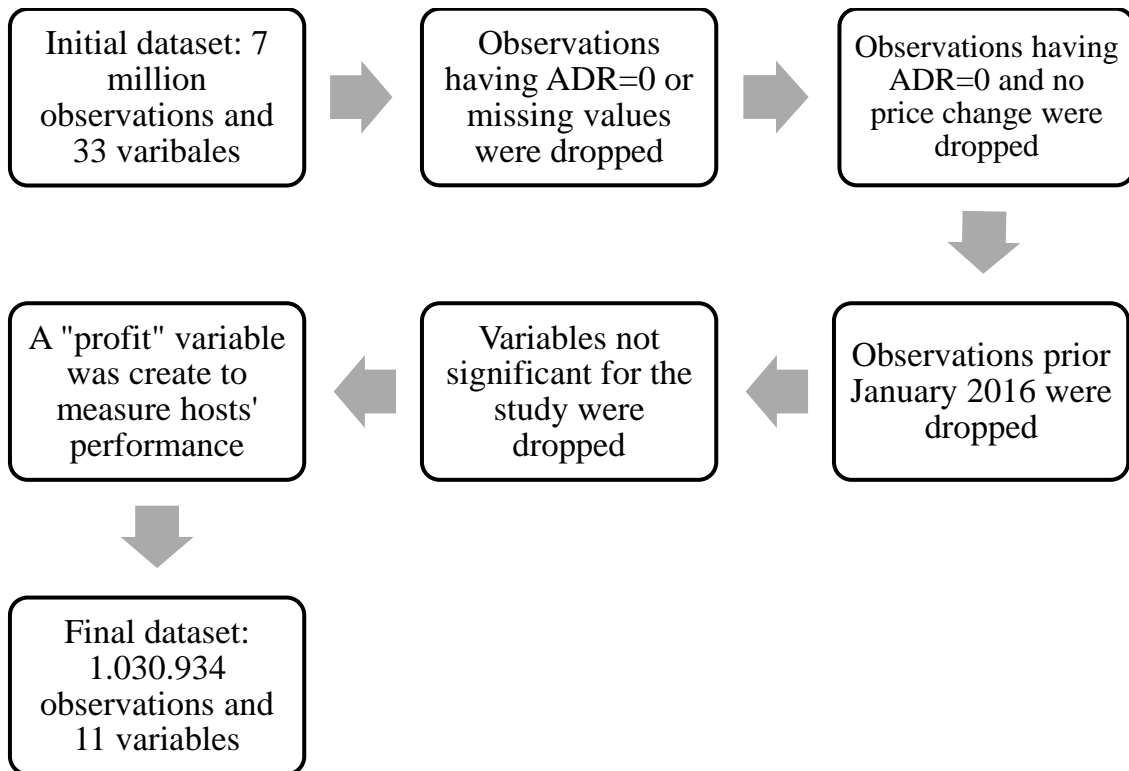 Initial dataset: 7
million
observations and
33 varibales
Observations
having ADR=0 or
missing values
were dropped
Observations having
ADR=0 and no
price change were
dropped
Observations prior
January 2016 were
dropped
Variables not
significant for the
study were
dropped
A "profit" variable
was create to
measure hosts'
performance
Final dataset:
1.030.934
observations and
11 variables